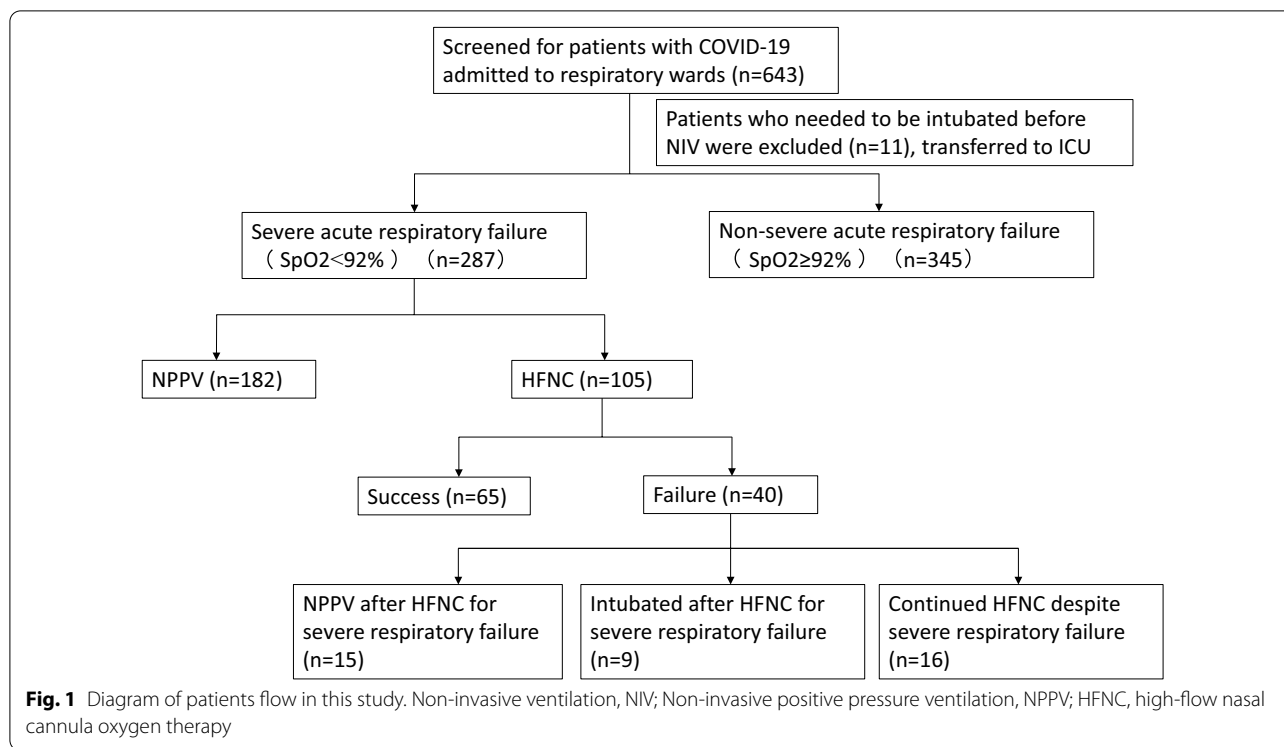 Screened for patients with COVID-19
admitted to respiratory wards (n=643)
Patients who needed to be intubated before
NIV were excluded (n=11), transferred to ICU
Severe acute respiratory failure
（ SpO2<92% ） （n=287）
Non-severe acute respiratory failure
（ SpO2≥92% ） （n=345）
NPPV (n=182)
HFNC (n=105)
Success (n=65)
Failure (n=40)
NPPV after HFNC for
severe respiratory failure
(n=15)
Intubated after HFNC for
severe respiratory failure
(n=9)
Continued HFNC despite
severe respiratory failure
(n=16)
Fig. 1 Diagram of patients flow in this study. Non-invasive ventilation, NIV; Non-invasive positive pressure ventilation, NPPV; HFNC, high-flow nasal
cannula oxygen therapy